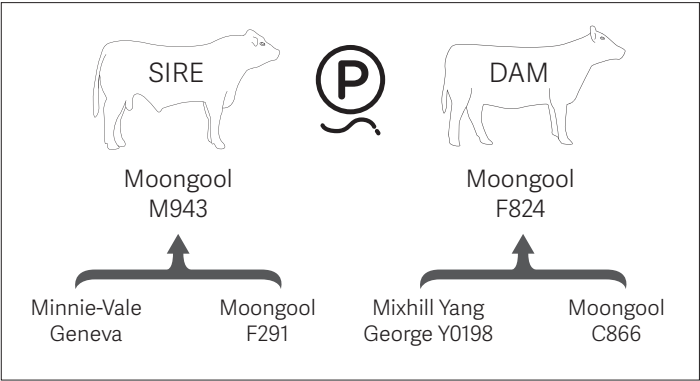 SIRE
P
DAM
Moongool
M943
Moongool
F824
Minnie-Vale
Geneva
Moongool
F291
Mixhill Yang
George Y0198
Moongool
C866